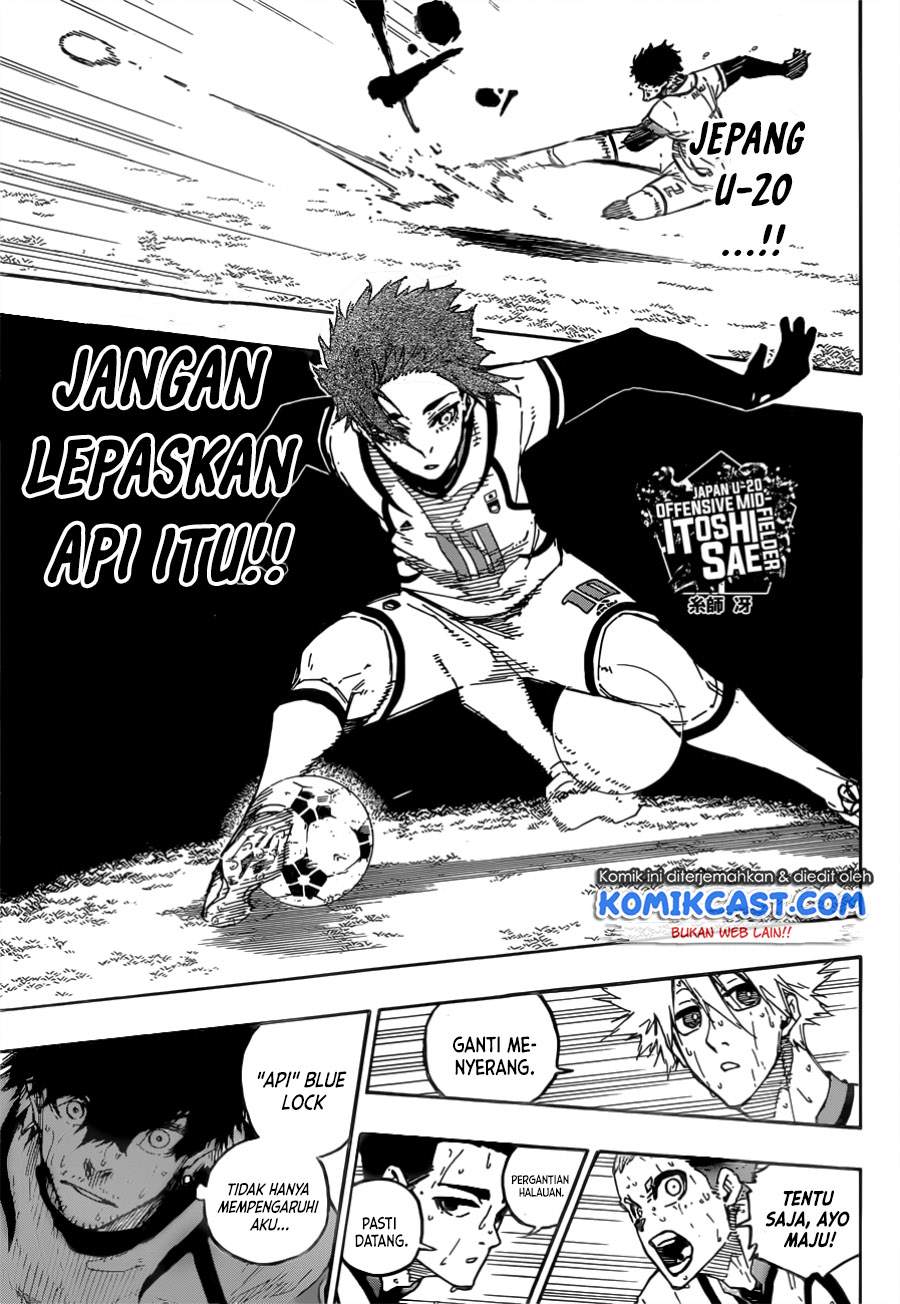 JEPANG
U-20
...!!
JANGAN
LEPASKAN
API ITU!!
JAPAN U-20
OFFENSIVE MID-
FIELDER
ITOSHI
SAE
糸師 冴
10
10
Komik ini diterjemahkan & diedit oleh
KOMIKCAST.COM
BUKAN WEB LAIN!!
GANTI ME-
NYERANG.
"API" BLUE
LOCK
TIDAK HANYA
MEMPENGARUHI
AKU...
PERGANTIAN
HALAUAN.
PASTI
DATANG.
TENTU
SAJA, AYO
MAJU!